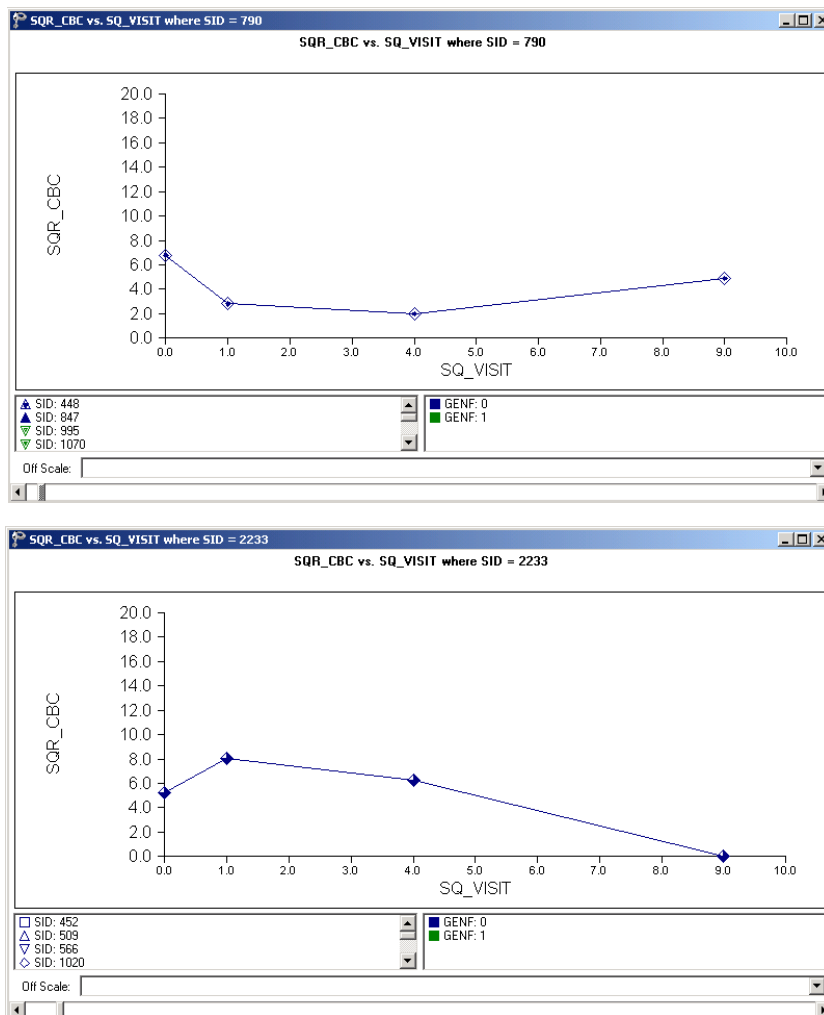 SQR_CBC vs. SQ_VISIT where SID = 790
SQR_CBC vs. SQ_VISIT where SID = 790
20.0
18.0
16.0
14.0
12.0
10.0
8.0
6.0
4.0
2.0
0.0
SQR_CBC
0.0 1.0 2.0 3.0 4.0 5.0 6.0 7.0 8.0 9.0 10.0
SQ_VISIT
SID: 448
SID: 847
SID: 995
SID: 1070
GENF: 0
GENF: 1
Off Scale:
SQR_CBC vs. SQ_VISIT where SID = 2233
SQR_CBC vs. SQ_VISIT where SID = 2233
20.0
18.0
16.0
14.0
12.0
10.0
8.0
6.0
4.0
2.0
0.0
SQR_CBC
0.0 1.0 2.0 3.0 4.0 5.0 6.0 7.0 8.0 9.0 10.0
SQ_VISIT
SID: 452
SID: 509
SID: 566
SID: 1020
GENF: 0
GENF: 1
Off Scale: